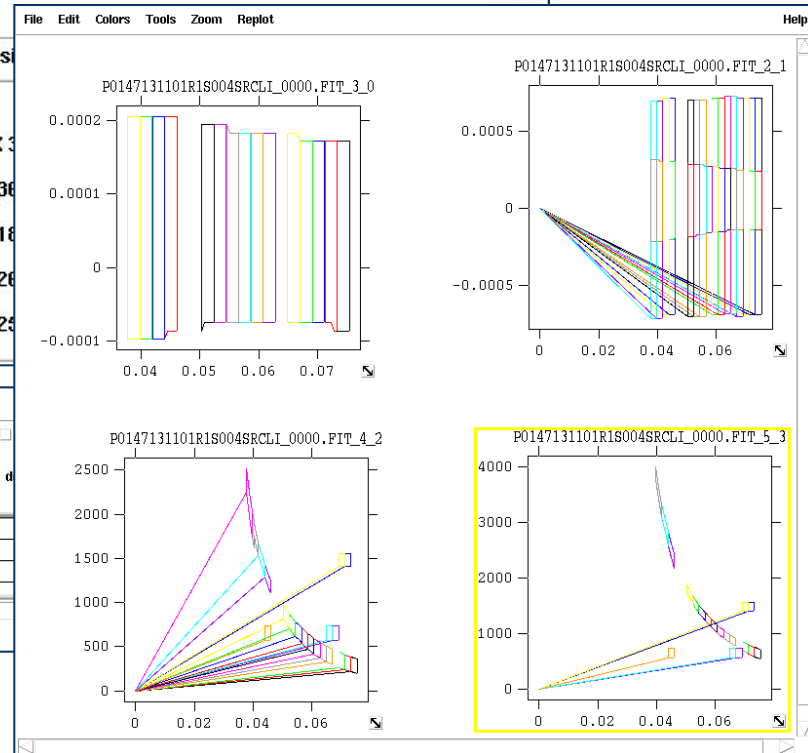 File Edit Colors Tools Zoom Replot Help
P0147131101R1S004SRCLI_0000.FIT_3_0
0.0002
0.0001
0
-0.0001
0.04 0.05 0.06 0.07
P0147131101R1S004SRCLI_0000.FIT_2_1
0.0005
0
-0.0005
0 0.02 0.04 0.06
P0147131101R1S004SRCLI_0000.FIT_4_2
2500
2000
1500
1000
500
0
0 0.02 0.04 0.06
P0147131101R1S004SRCLI_0000.FIT_5_3
4000
3000
2000
1000
0
0 0.02 0.04 0.06